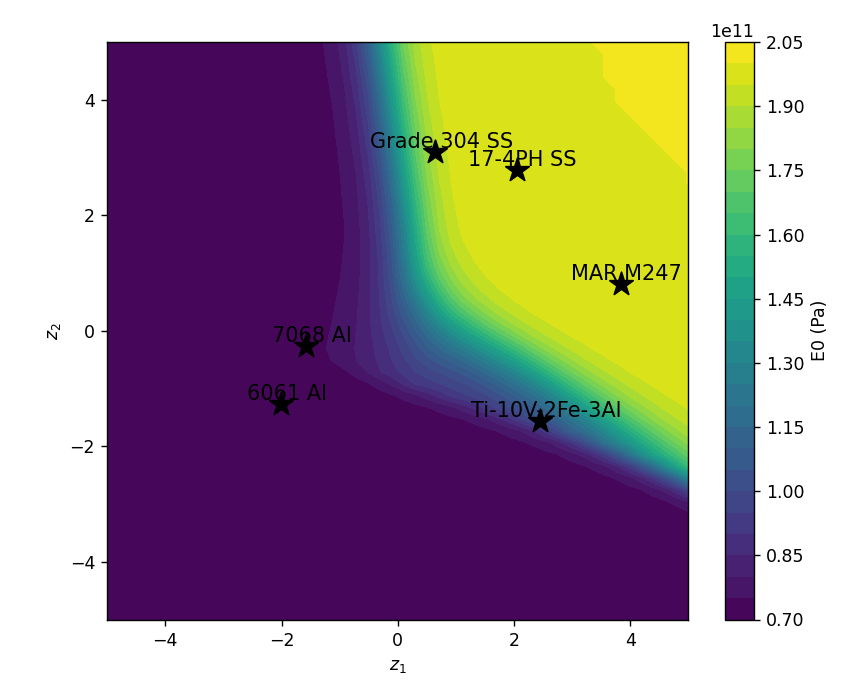 1e11
4
2
0
−2
−4
z2
−4
−2
0
2
4
z1
Grade 304 SS
17-4PH SS
MAR M247
7068 Al
6061 Al
Ti-10V-2Fe-3Al
2.05
1.90
1.75
1.60
1.45
1.30
1.15
1.00
0.85
0.70
E0 (Pa)